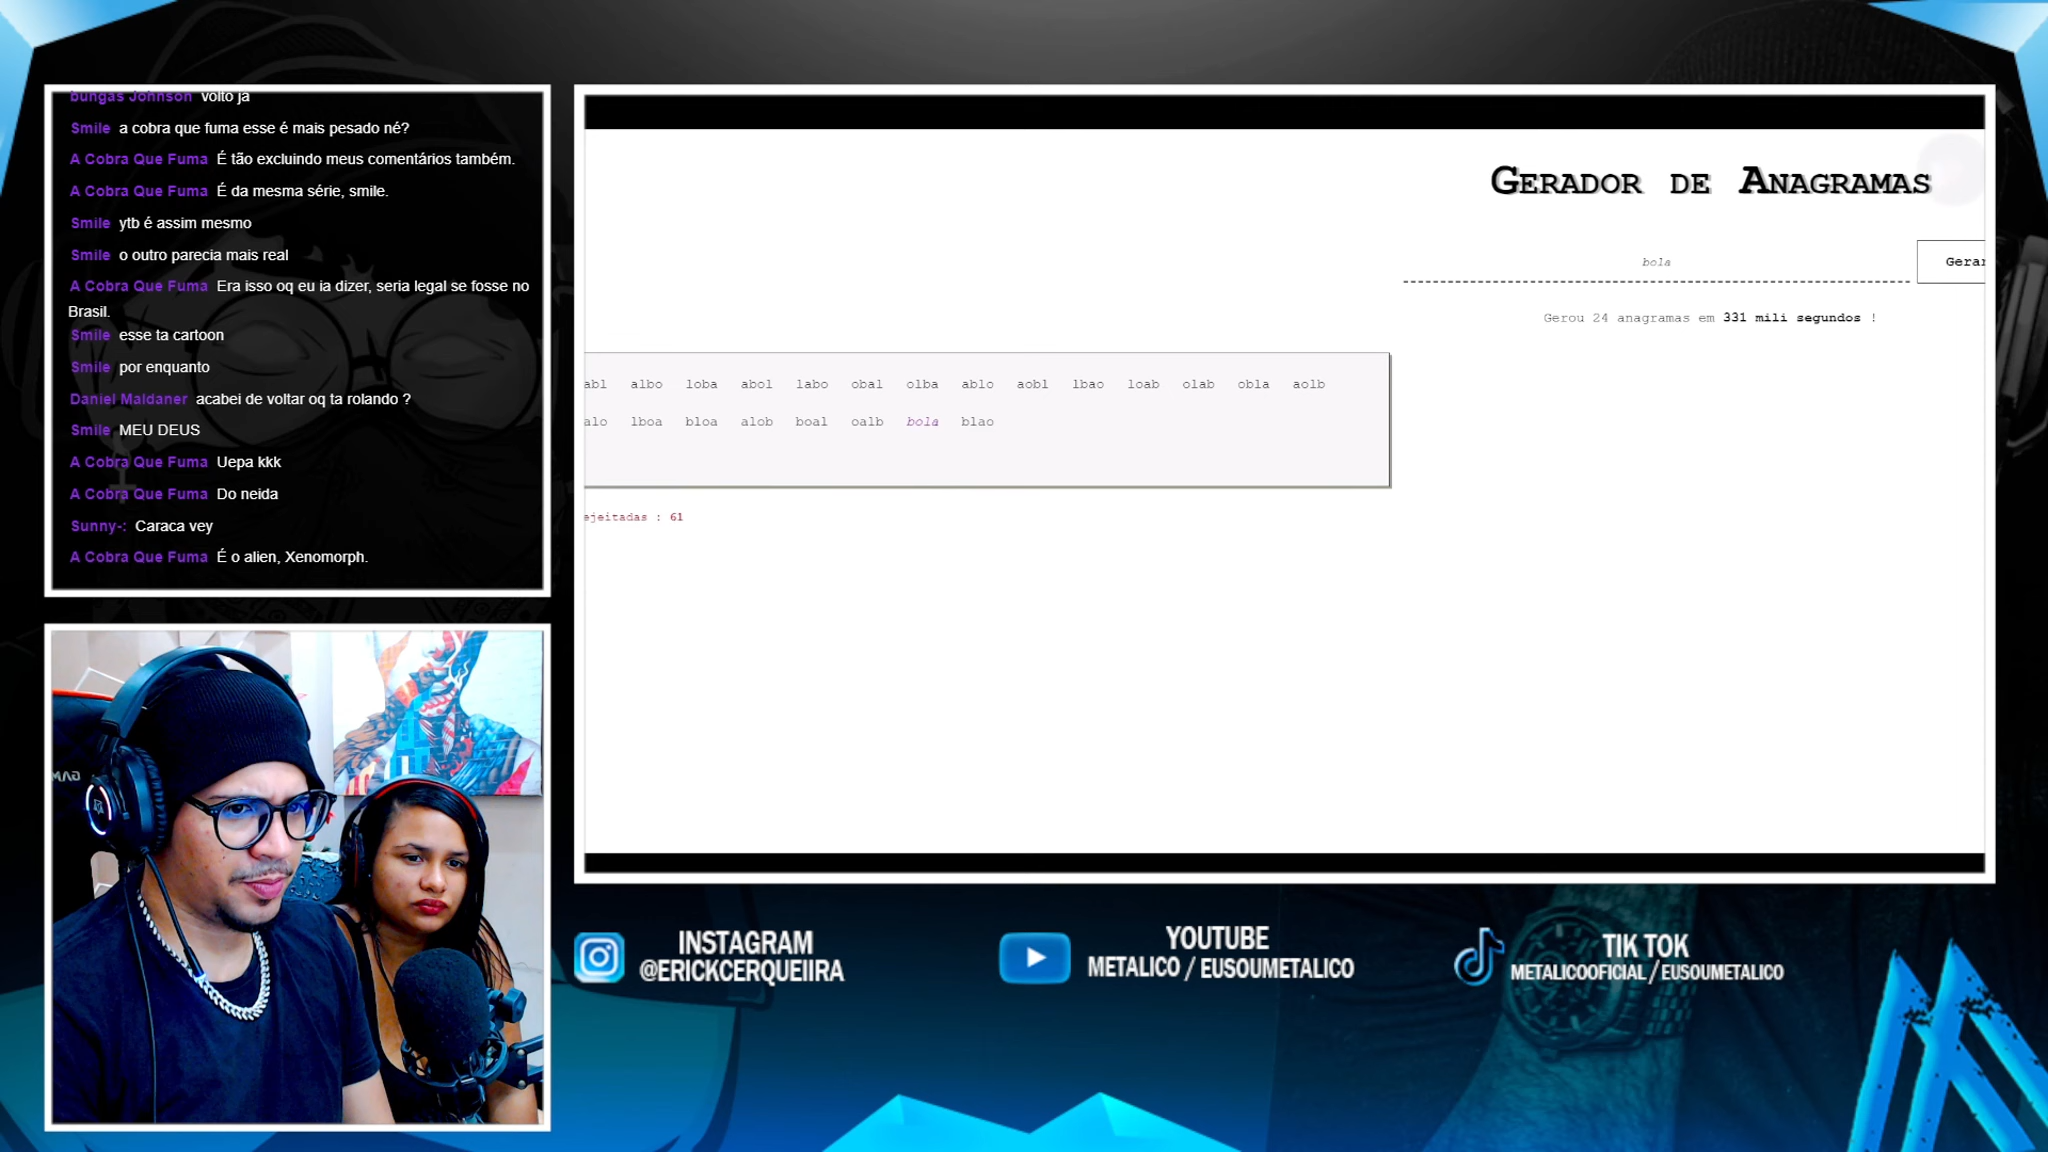 bungas Johnson volto ja
Smile a cobra que fuma esse é mais pesado né?
A Cobra Que Fuma É tão excluindo meus comentários também.
A Cobra Que Fuma É da mesma série, smile.
Smile ytb é assim mesmo
Smile o outro parecia mais real
A Cobra Que Fuma Era isso oq eu ia dizer, seria legal se fosse no
Brasil.
Smile esse ta cartoon
Smile por enquanto
Daniel Maldaner acabei de voltar oq ta rolando ?
Smile MEU DEUS
A Cobra Que Fuma Uepa kkk
A Cobra Que Fuma Do neida
Sunny-: Caraca vey
A Cobra Que Fuma É o alien, Xenomorph.
Gerador de Anagramas
bola
Gerar
Gerou 24 anagramas em 331 mili segundos !
abl albo loba abol labo obal olba ablo aobl lbao loab olab obla aolb
alo lboa bloa alob boal oalb bola blao
ejeitadas : 61
INSTAGRAM
@ERICKCERQUEIIRA
YOUTUBE
METALICO / EUSOUMETALICO
TIK TOK
METALICOOFICIAL / EUSOUMETALICO